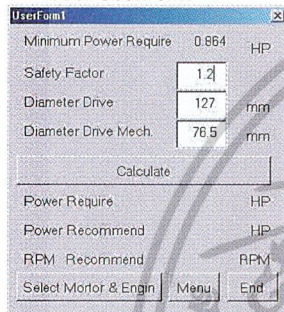 UserForm1
Minimum Power Require 0.864 HP
Safety Factor 1.2
Diameter Drive 127 mm
Diameter Drive Mech. 76.5 mm
Calculate
Power Require HP
Power Recommend HP
RPM Recommend RPM
Select Mortor & Engin Menu End